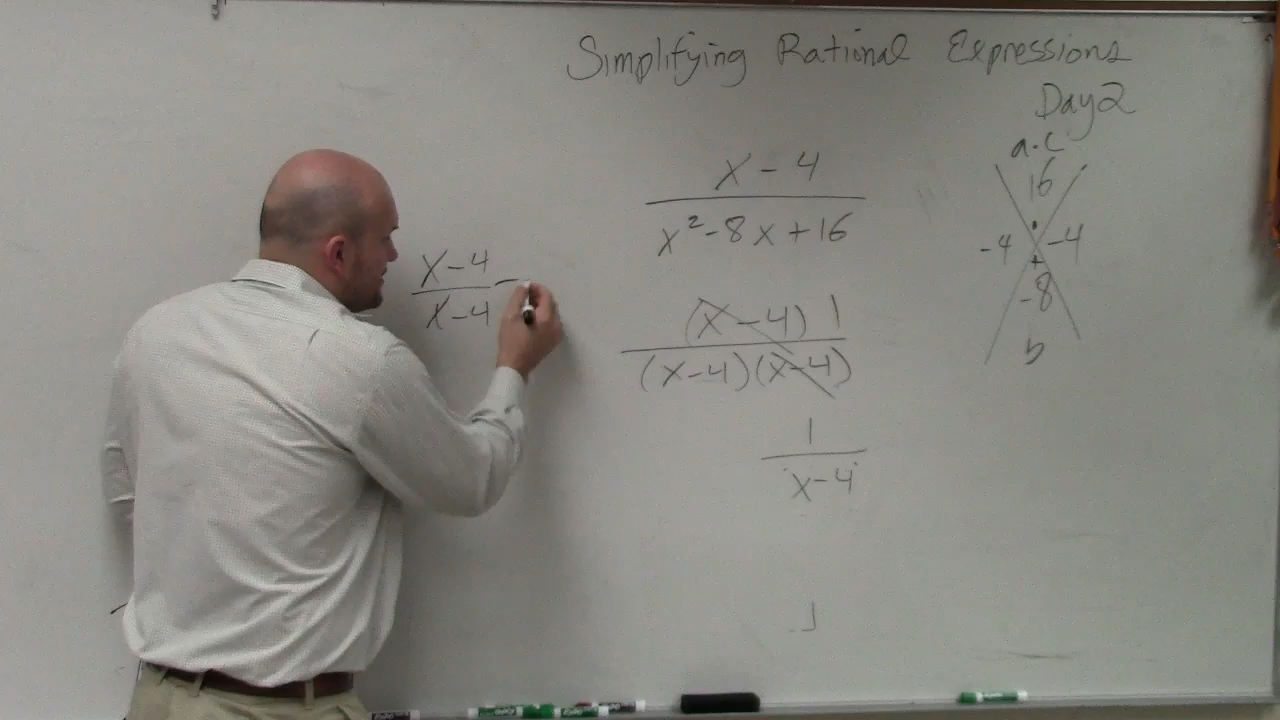 Simplifying Rational Expressions
Day 2
a·c
16
-4 · -4
+
-8
b
x - 4
x² - 8x + 16
(x - 4) 1
(x - 4)(x - 4)
1
x - 4
x - 4
x - 4